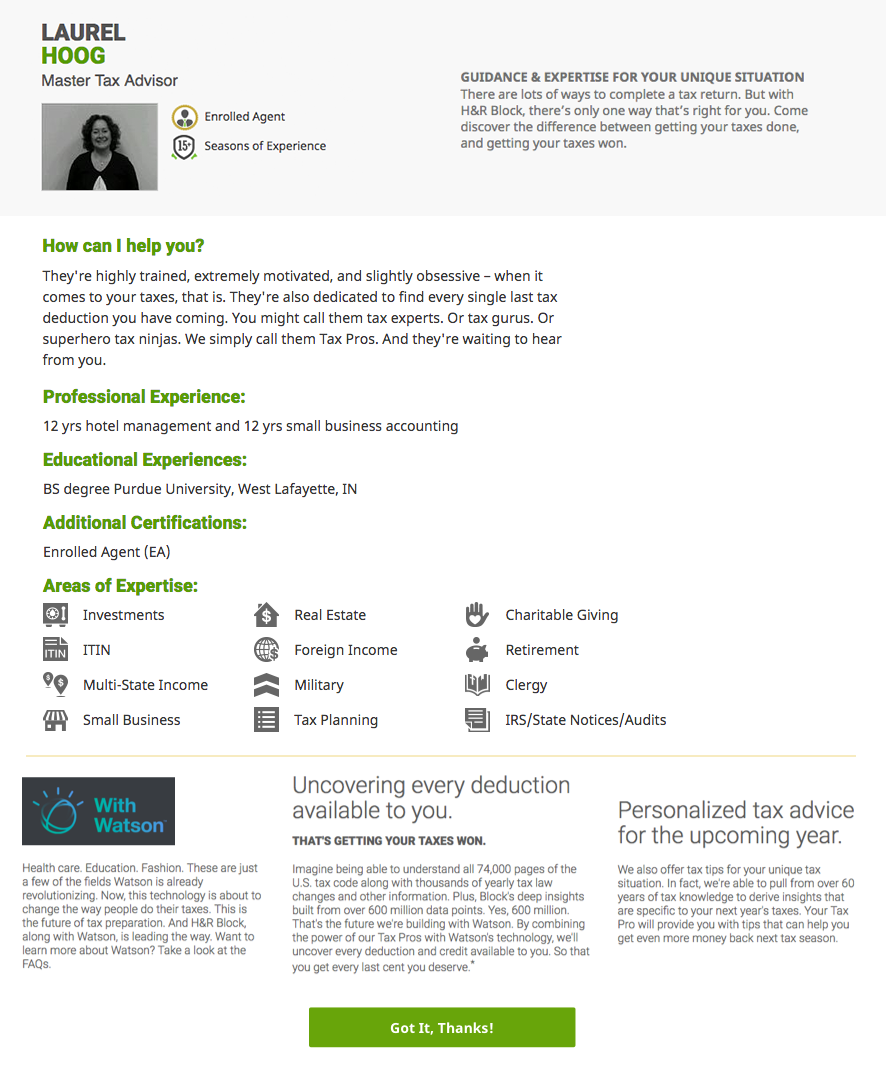 LAUREL
HOOG
Master Tax Advisor
Enrolled Agent
15+
Seasons of Experience
GUIDANCE & EXPERTISE FOR YOUR UNIQUE SITUATION
There are lots of ways to complete a tax return. But with
H&R Block, there's only one way that's right for you. Come
discover the difference between getting your taxes done,
and getting your taxes won.
How can I help you?
They're highly trained, extremely motivated, and slightly obsessive – when it
comes to your taxes, that is. They're also dedicated to find every single last tax
deduction you have coming. You might call them tax experts. Or tax gurus. Or
superhero tax ninjas. We simply call them Tax Pros. And they're waiting to hear
from you.
Professional Experience:
12 yrs hotel management and 12 yrs small business accounting
Educational Experiences:
BS degree Purdue University, West Lafayette, IN
Additional Certifications:
Enrolled Agent (EA)
Areas of Expertise:
Investments
$ Real Estate
Charitable Giving
ITIN ITIN
$ Foreign Income
Retirement
$ $ Multi-State Income
Military
Clergy
Small Business
Tax Planning
IRS/State Notices/Audits
With
Watson™
Health care. Education. Fashion. These are just
a few of the fields Watson is already
revolutionizing. Now, this technology is about to
change the way people do their taxes. This is
the future of tax preparation. And H&R Block,
along with Watson, is leading the way. Want to
learn more about Watson? Take a look at the
FAQs.
Uncovering every deduction
available to you.
THAT'S GETTING YOUR TAXES WON.
Imagine being able to understand all 74,000 pages of the
U.S. tax code along with thousands of yearly tax law
changes and other information. Plus, Block's deep insights
built from over 600 million data points. Yes, 600 million.
That's the future we're building with Watson. By combining
the power of our Tax Pros with Watson's technology, we'll
uncover every deduction and credit available to you. So that
you get every last cent you deserve.*
Personalized tax advice
for the upcoming year.
We also offer tax tips for your unique tax
situation. In fact, we're able to pull from over 60
years of tax knowledge to derive insights that
are specific to your next year's taxes. Your Tax
Pro will provide you with tips that can help you
get even more money back next tax season.
Got It, Thanks!